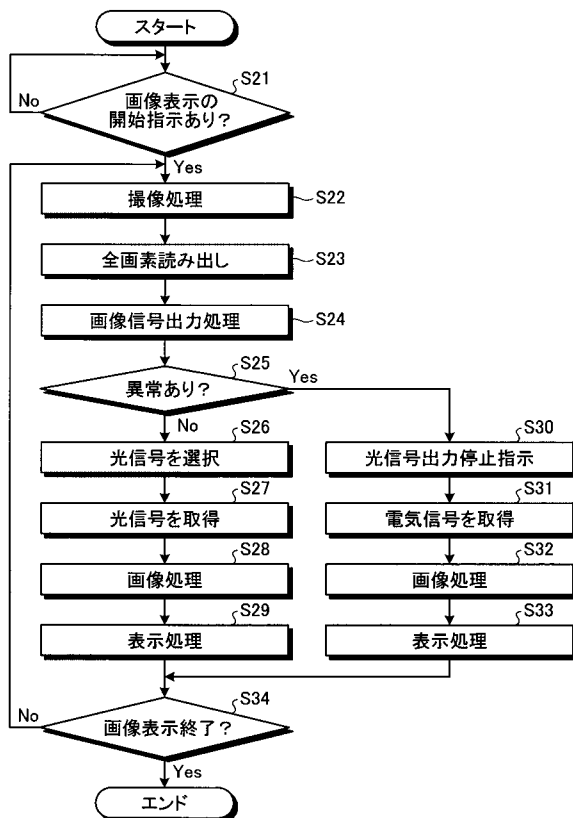 スタート
S21
画像表示の
開始指示あり？
No
Yes
撮像処理
S22
全画素読み出し
S23
画像信号出力処理
S24
S25
異常あり？
Yes
No
S26
光信号を選択
S30
光信号出力停止指示
S27
光信号を取得
S31
電気信号を取得
S28
画像処理
S32
画像処理
S29
表示処理
S33
表示処理
S34
No
画像表示終了？
Yes
エンド